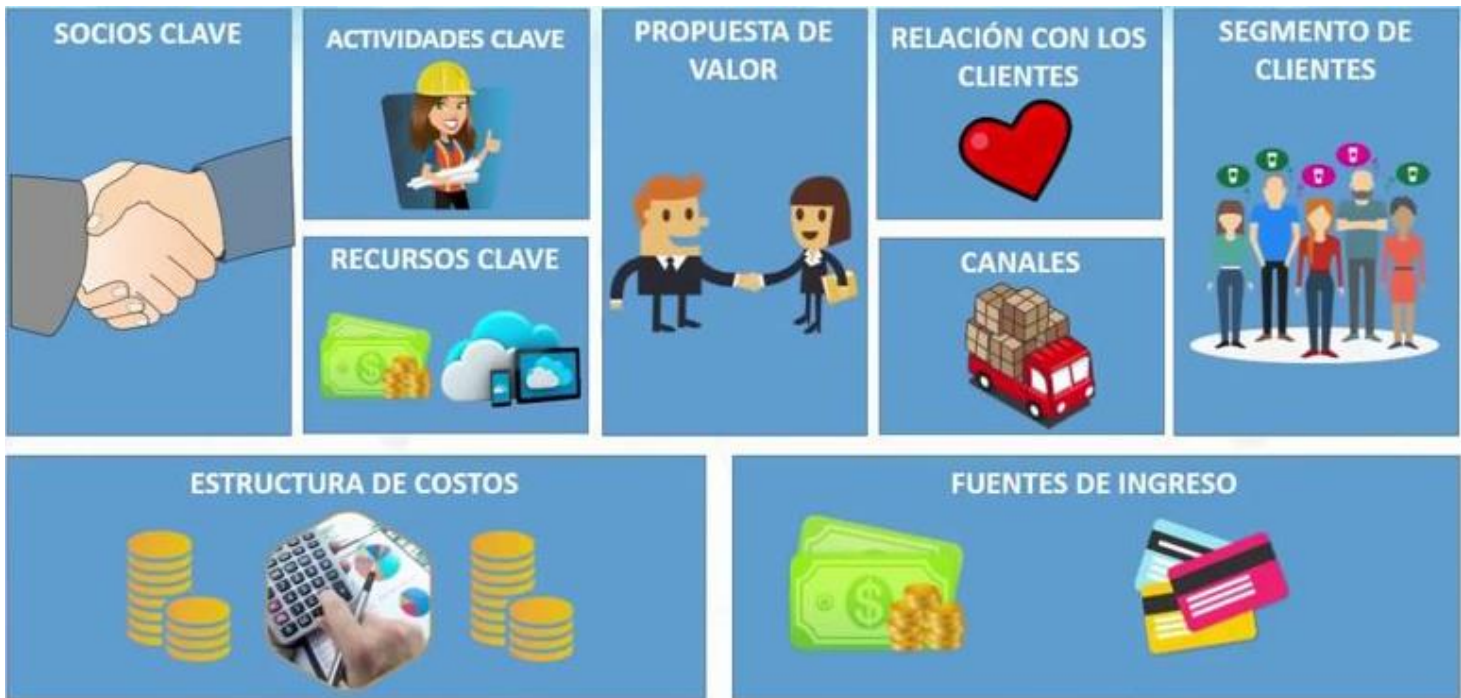 SOCIOS CLAVE
ACTIVIDADES CLAVE
RECURSOS CLAVE
PROPUESTA DE
VALOR
RELACIÓN CON LOS
CLIENTES
CANALES
SEGMENTO DE
CLIENTES
ESTRUCTURA DE COSTOS
FUENTES DE INGRESO